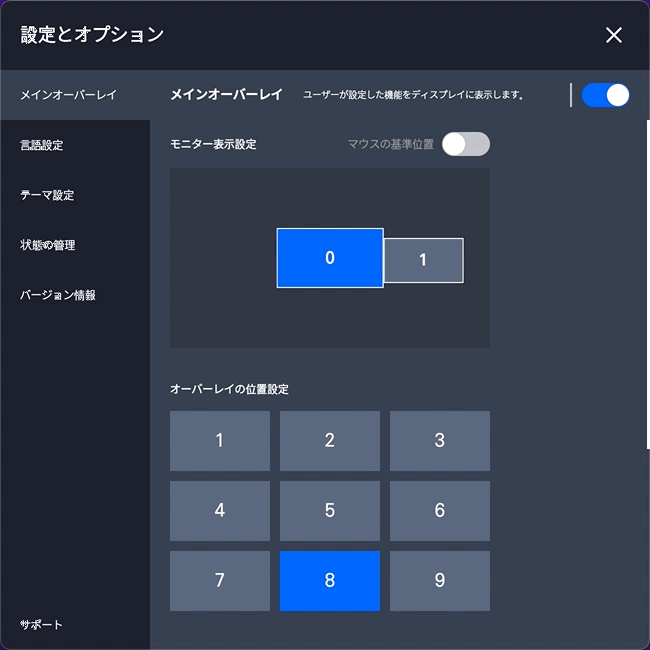 設定とオプション
メインオーバーレイ
メインオーバーレイ ユーザーが設定した機能をディスプレイに表示します。
言語設定
モニター表示設定 マウスの基準位置
テーマ設定
状態の管理
0 1
バージョン情報
オーバーレイの位置設定
1 2 3
4 5 6
7 8 9
サポート